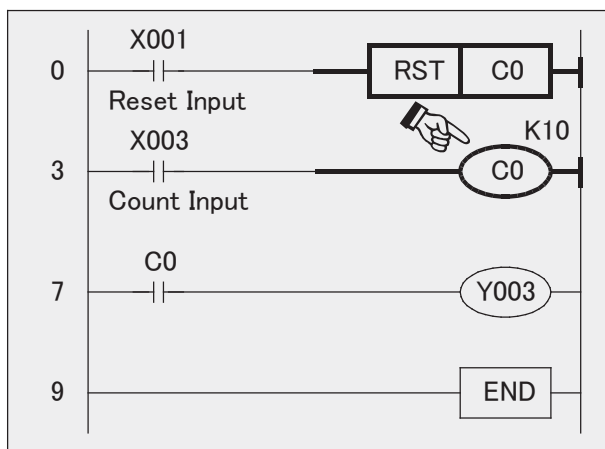 X001
0 RST C0
Reset Input
X003 K10
3 C0
Count Input
C0
7 Y003
9 END